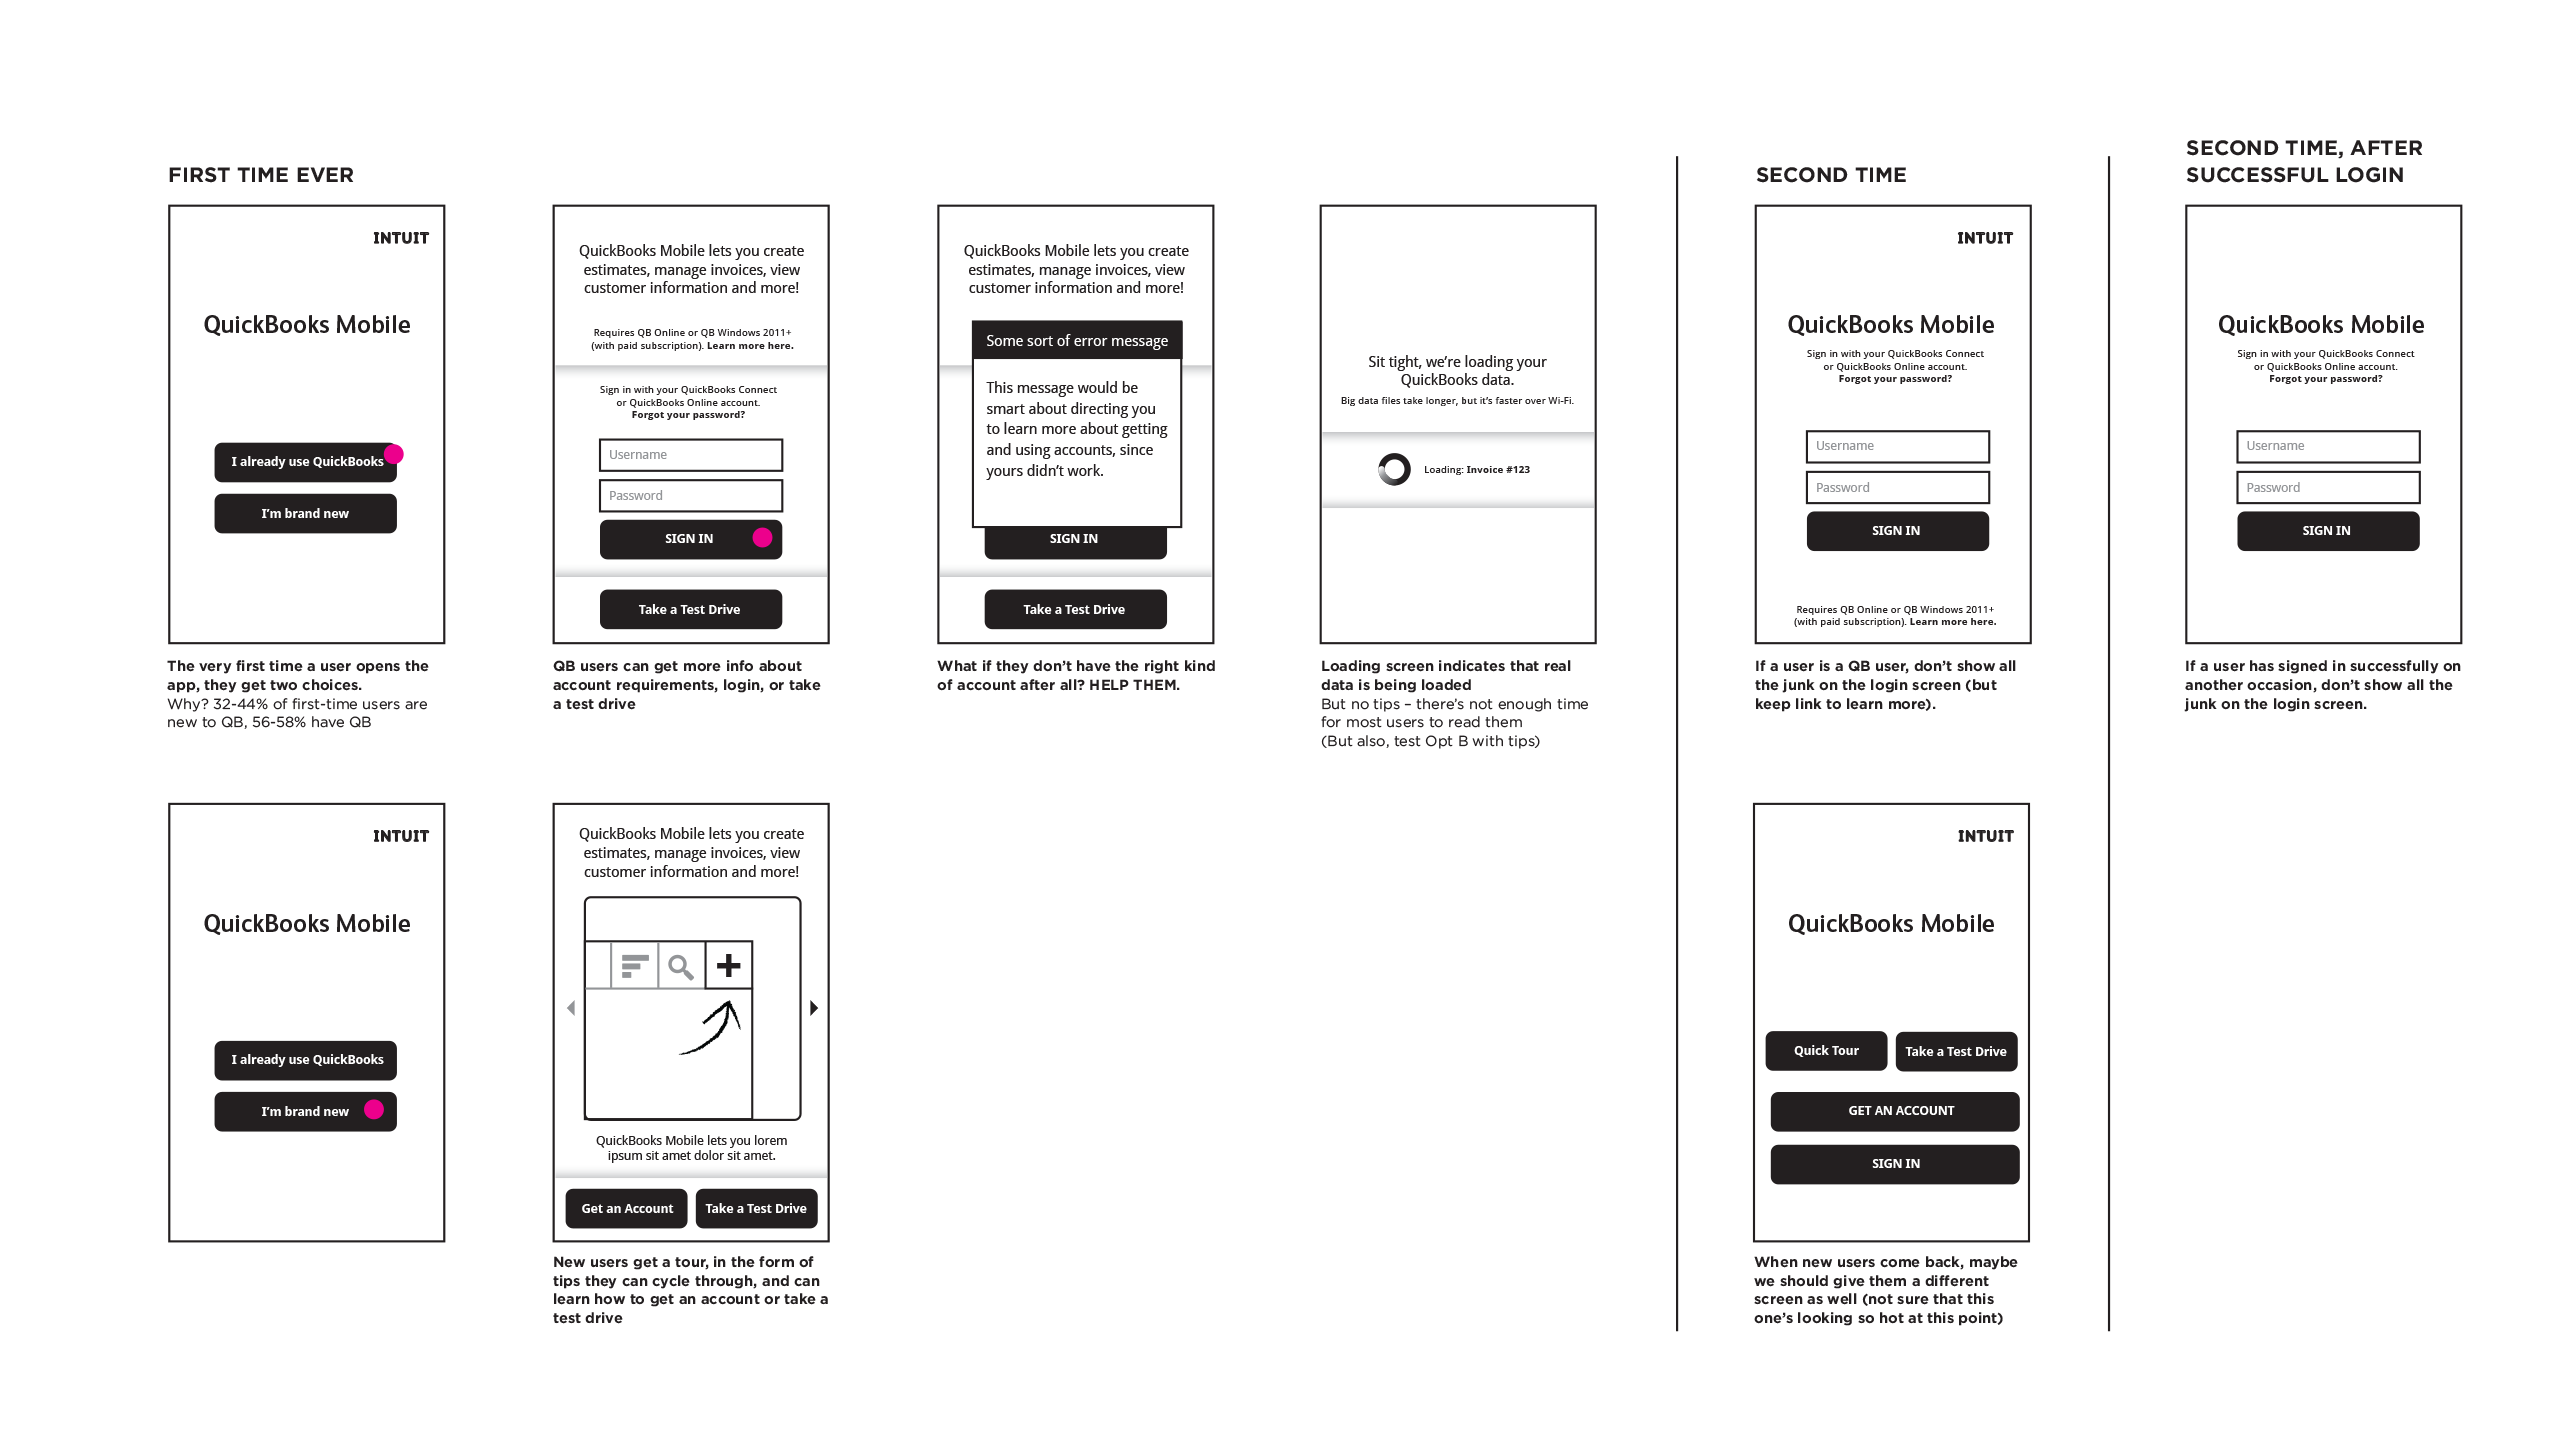 FIRST TIME EVER
INTUIT
QuickBooks Mobile
I already use QuickBooks
I'm brand new
The very first time a user opens the
app, they get two choices.
Why? 32-44% of first-time users are
new to QB, 56-58% have QB
QuickBooks Mobile lets you create
estimates, manage invoices, view
customer information and more!
Requires QB Online or QB Windows 2011+
(with paid subscription). Learn more here.
Sign in with your QuickBooks Connect
or QuickBooks Online account.
Forgot your password?
Username
Password
SIGN IN
Take a Test Drive
QB users can get more info about
account requirements, login, or take
a test drive
QuickBooks Mobile lets you create
estimates, manage invoices, view
customer information and more!
Some sort of error message
This message would be
smart about directing you
to learn more about getting
and using accounts, since
yours didn't work.
SIGN IN
Take a Test Drive
What if they don't have the right kind
of account after all? HELP THEM.
Sit tight, we're loading your
QuickBooks data.
Big data files take longer, but it's faster over Wi-Fi.
Loading: Invoice #123
Loading screen indicates that real
data is being loaded
But no tips – there's not enough time
for most users to read them
(But also, test Opt B with tips)
SECOND TIME
INTUIT
QuickBooks Mobile
Sign in with your QuickBooks Connect
or QuickBooks Online account.
Forgot your password?
Username
Password
SIGN IN
Requires QB Online or QB Windows 2011+
(with paid subscription). Learn more here.
If a user is a QB user, don't show all
the junk on the login screen (but
keep link to learn more).
SECOND TIME, AFTER
SUCCESSFUL LOGIN
QuickBooks Mobile
Sign in with your QuickBooks Connect
or QuickBooks Online account.
Forgot your password?
Username
Password
SIGN IN
If a user has signed in successfully on
another occasion, don't show all the
junk on the login screen.
INTUIT
QuickBooks Mobile
I already use QuickBooks
I'm brand new
QuickBooks Mobile lets you create
estimates, manage invoices, view
customer information and more!
QuickBooks Mobile lets you lorem
ipsum sit amet dolor sit amet.
Get an Account
Take a Test Drive
New users get a tour, in the form of
tips they can cycle through, and can
learn how to get an account or take a
test drive
INTUIT
QuickBooks Mobile
Quick Tour
Take a Test Drive
GET AN ACCOUNT
SIGN IN
When new users come back, maybe
we should give them a different
screen as well (not sure that this
one's looking so hot at this point)